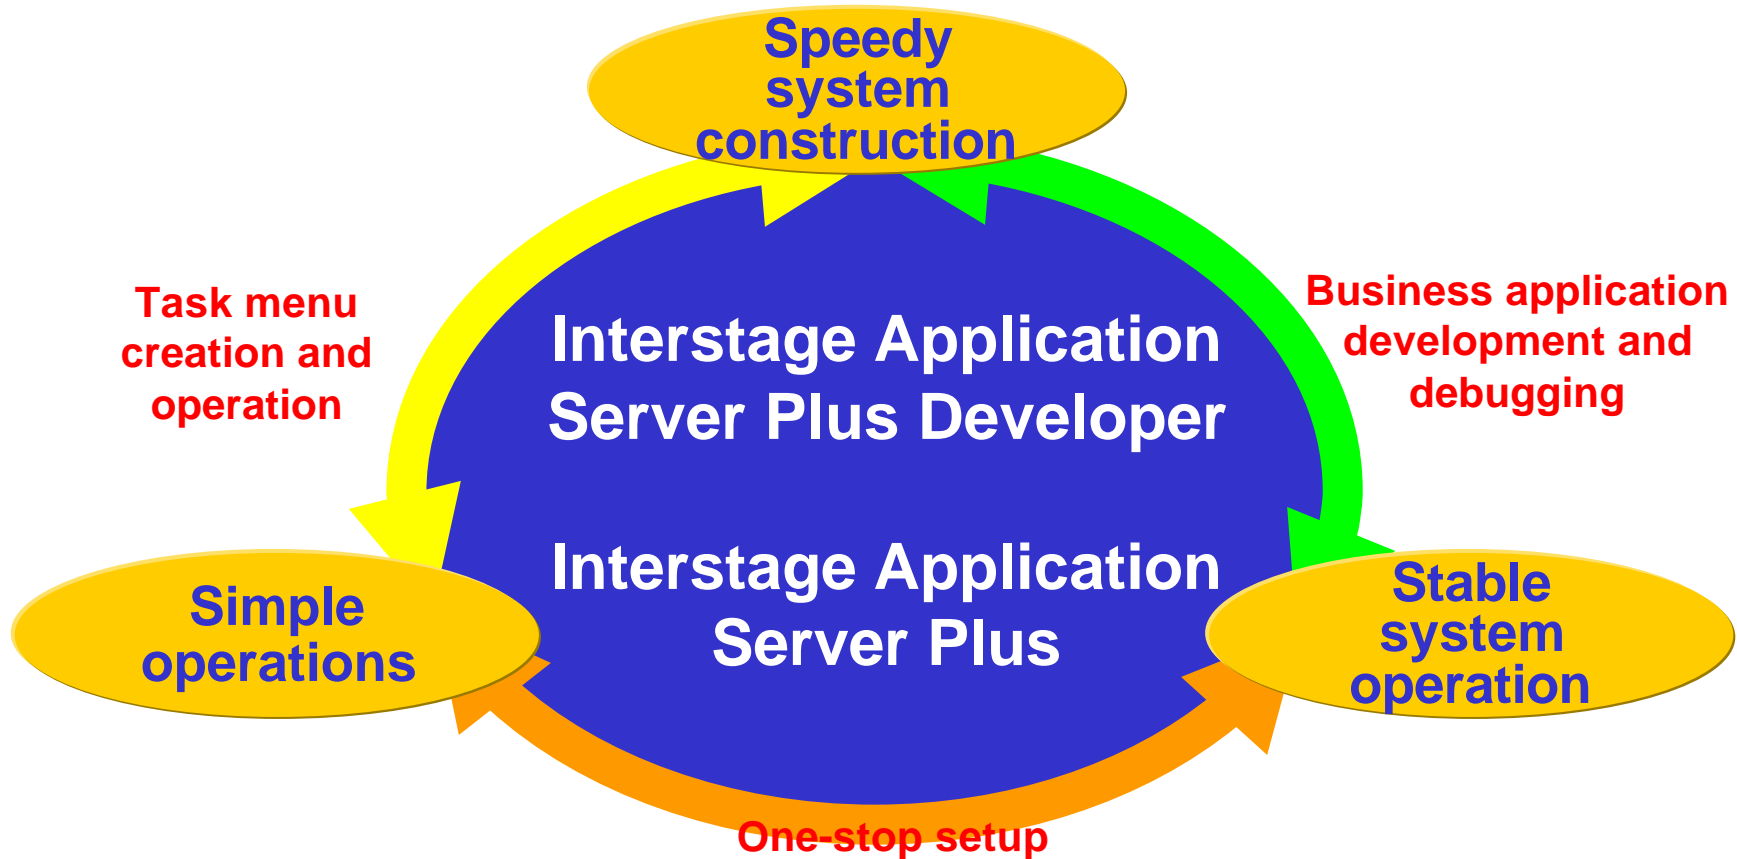 Speedy
system
construction
Task menu
creation and
operation
Business application
development and
debugging
Interstage Application
Server Plus Developer
Interstage Application
Server Plus
Simple
operations
Stable
system
operation
One-stop setup